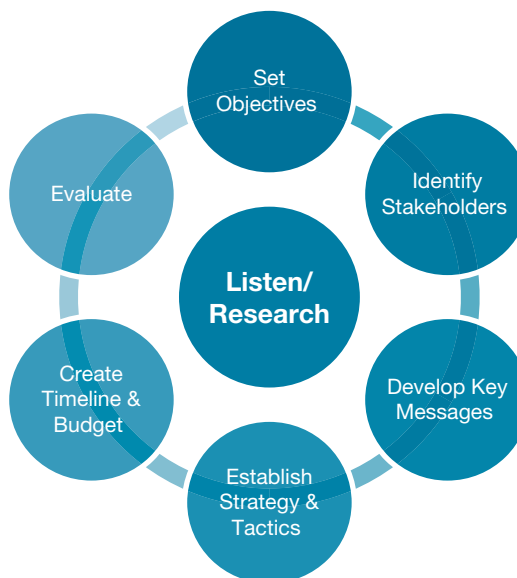 Set
Objectives
Identify
Stakeholders
Develop Key
Messages
Establish
Strategy &
Tactics
Create
Timeline &
Budget
Evaluate
Listen/
Research